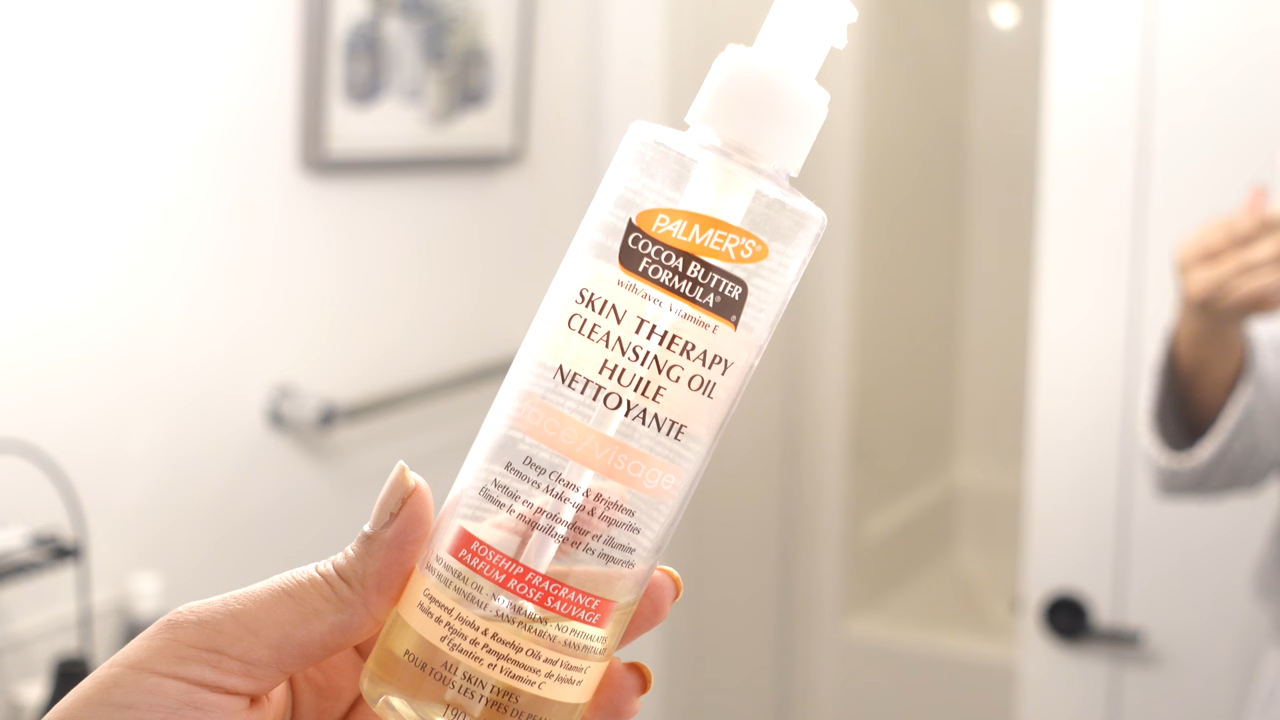 PALMER'S®
COCOA BUTTER
FORMULA®
with/avec Vitamine E
SKIN THERAPY
CLEANSING OIL
HUILE
NETTOYANTE
face/visage
Deep Cleans & Brightens
Removes Make-up & Impurities
Nettoie en profondeur et illumine
Élimine le maquillage et les impuretés
ROSEHIP FRAGRANCE
PARFUM ROSE SAUVAGE
NO MINERAL OIL - NO PARABENS - NO PHTHALATES
SANS HUILE MINÉRALE - SANS PARABÈNE - SANS PHTALATE
Grapeseed, Jojoba & Rosehip Oils and Vitamin C
Huiles de Pépins de Pamplemousse, de Jojoba et
d'Églantier, et Vitamine C
ALL SKIN TYPES
POUR TOUS LES TYPES DE
190